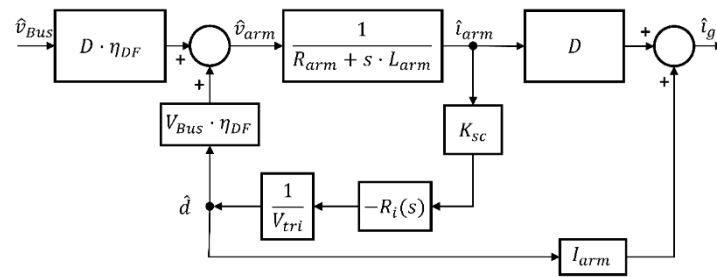 v̂_Bus
D · η_DF
+
+
v̂_arm
1
R_arm + s · L_arm
î_arm
D
+
+
î_g
V_Bus · η_DF
K_sc
d̂
1
V_tri
−R_i(s)
I_arm